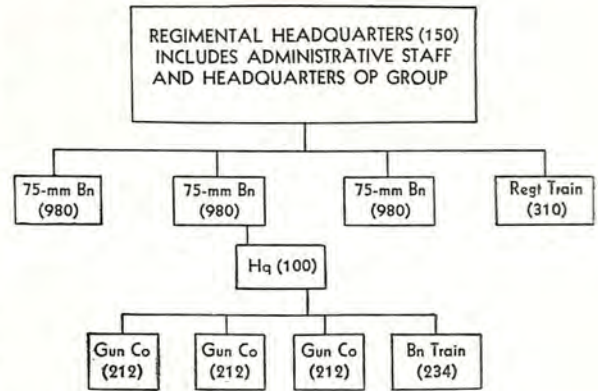 REGIMENTAL HEADQUARTERS (150)
INCLUDES ADMINISTRATIVE STAFF
AND HEADQUARTERS OP GROUP
75-mm Bn
(980)
75-mm Bn
(980)
75-mm Bn
(980)
Regt Train
(310)
Hq (100)
Gun Co
(212)
Gun Co
(212)
Gun Co
(212)
Bn Train
(234)